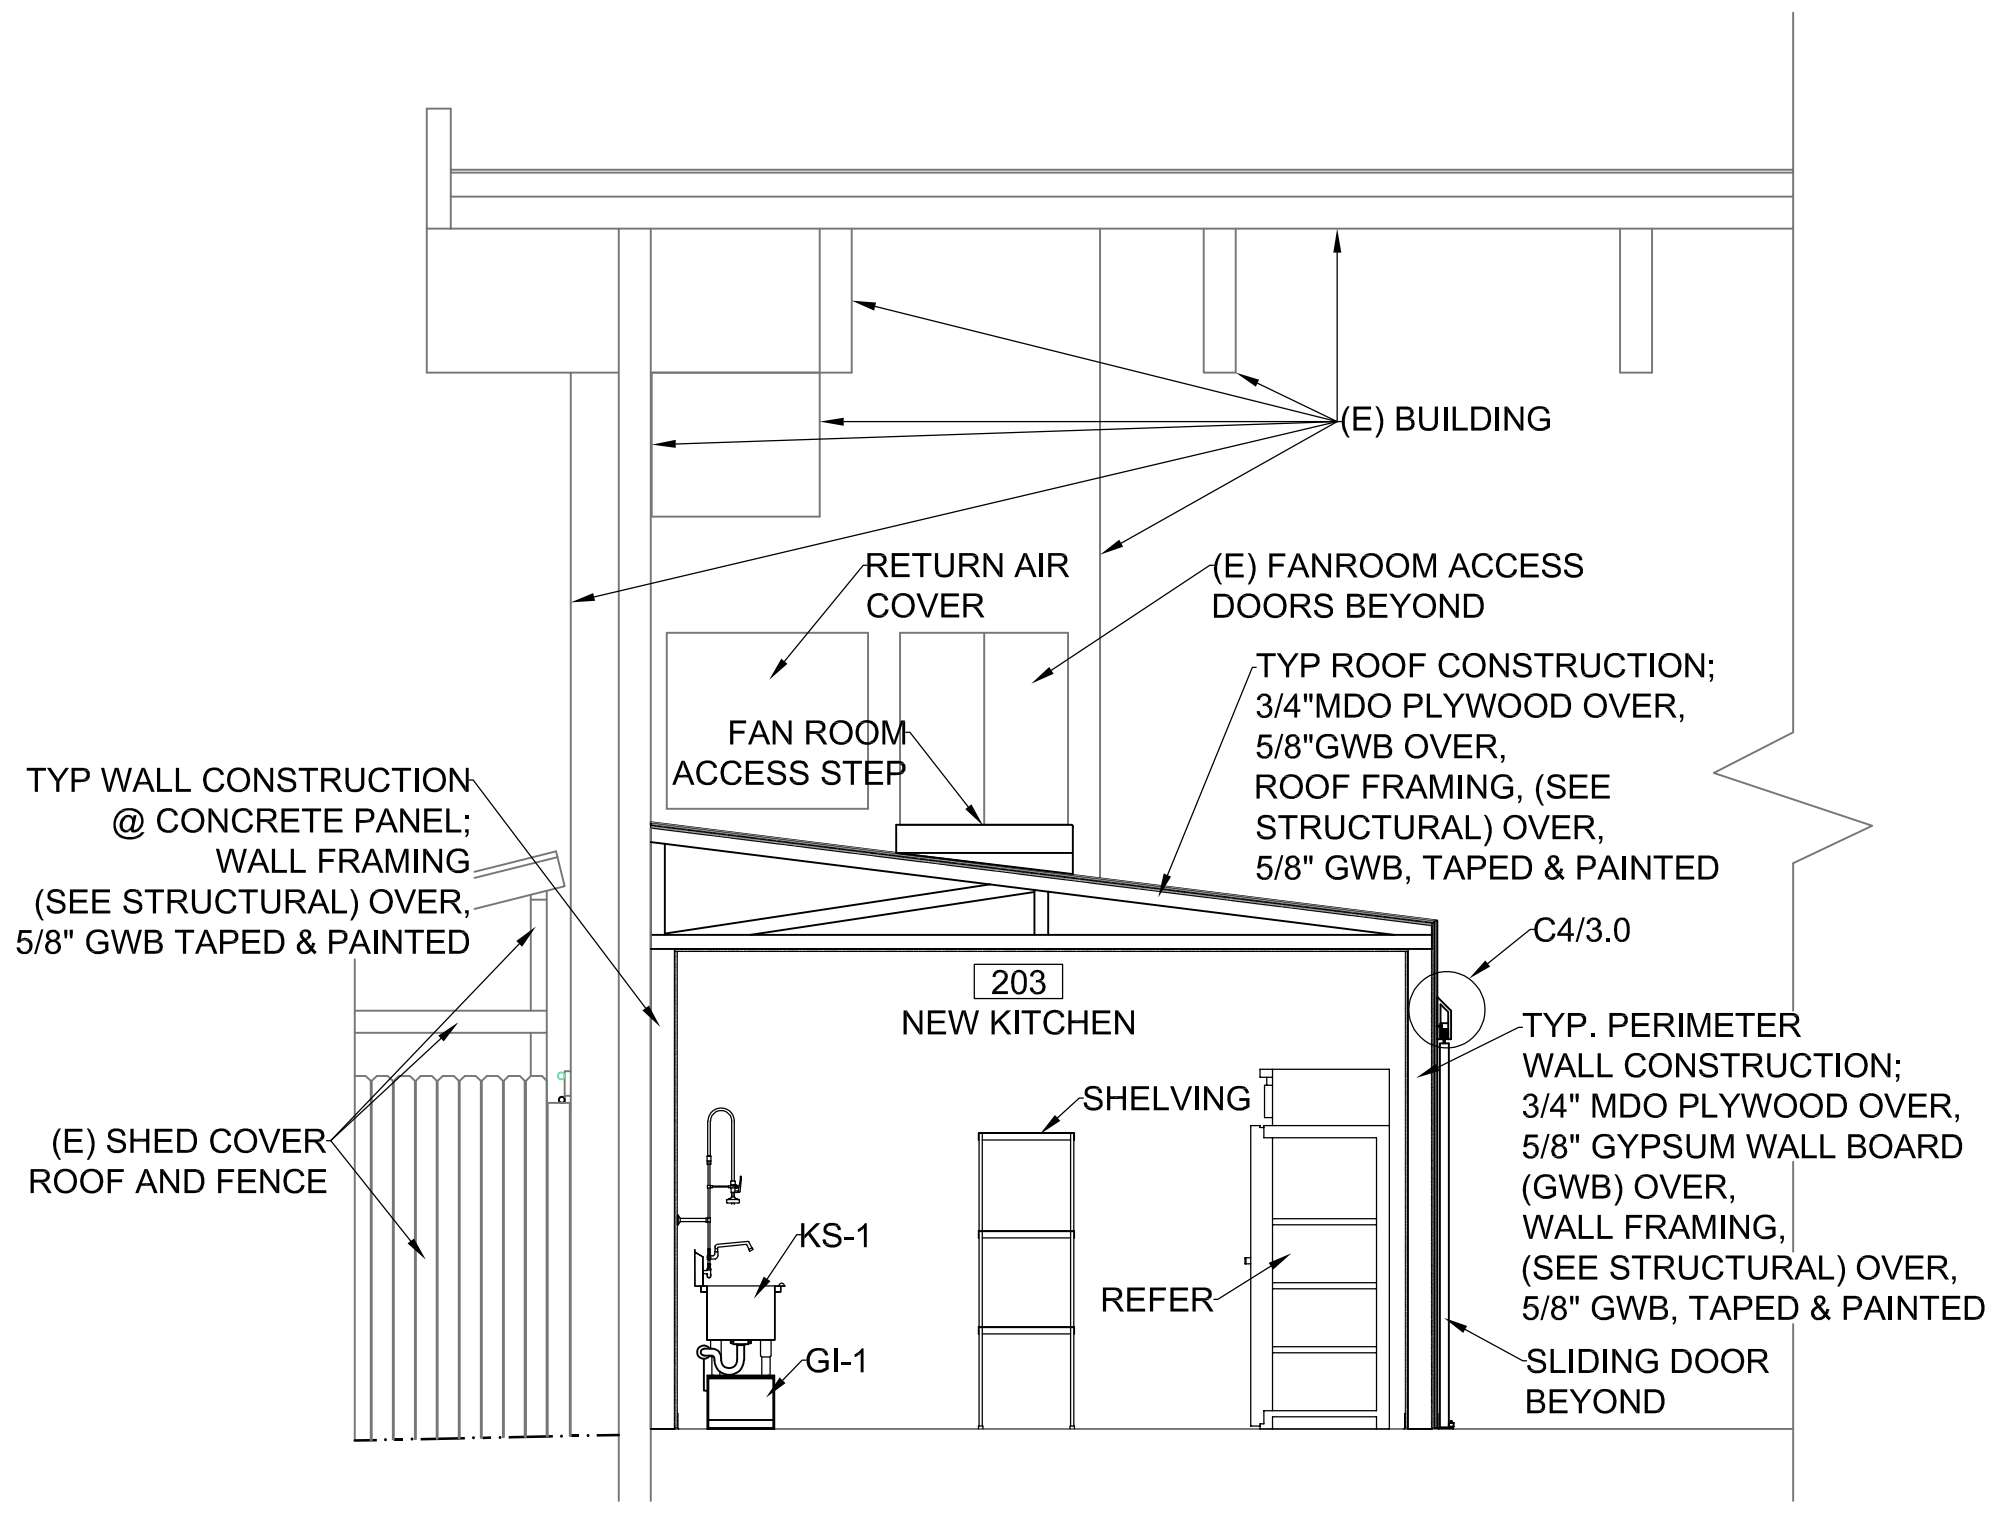 (E) BUILDING
RETURN AIR
COVER
(E) FANROOM ACCESS
DOORS BEYOND
TYP ROOF CONSTRUCTION;
3/4"MDO PLYWOOD OVER,
5/8"GWB OVER,
ROOF FRAMING, (SEE
STRUCTURAL) OVER,
5/8" GWB, TAPED & PAINTED
FAN ROOM
ACCESS STEP
TYP WALL CONSTRUCTION
@ CONCRETE PANEL;
WALL FRAMING
(SEE STRUCTURAL) OVER,
5/8" GWB TAPED & PAINTED
C4/3.0
203
NEW KITCHEN
TYP. PERIMETER
WALL CONSTRUCTION;
3/4" MDO PLYWOOD OVER,
5/8" GYPSUM WALL BOARD
(GWB) OVER,
WALL FRAMING,
(SEE STRUCTURAL) OVER,
5/8" GWB, TAPED & PAINTED
SHELVING
(E) SHED COVER
ROOF AND FENCE
KS-1
REFER
GI-1
SLIDING DOOR
BEYOND